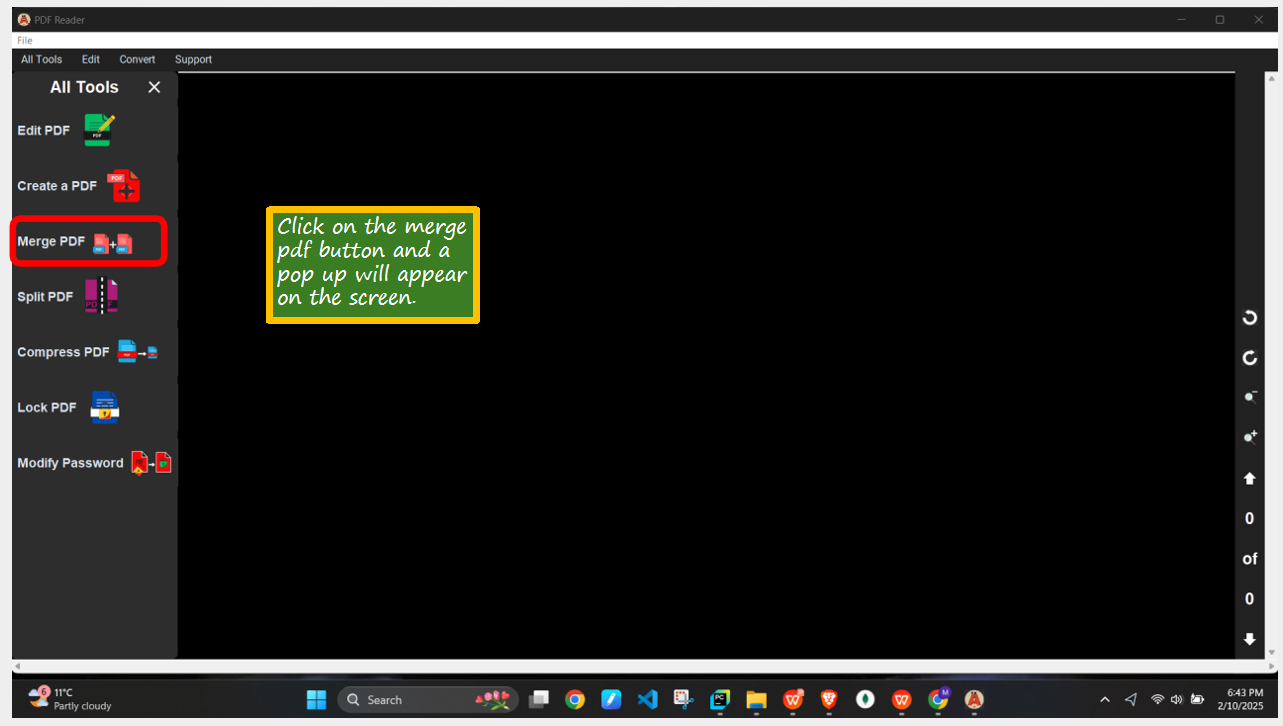 PDF Reader
File
All Tools Edit Convert Support
All Tools
Edit PDF
Create a PDF
Merge PDF
Split PDF
Compress PDF
Lock PDF
Modify Password
Click on the merge
pdf button and a
pop up will appear
on the screen.
0
of
0
6
11°C
Partly cloudy
Search
6:43 PM
2/10/2025